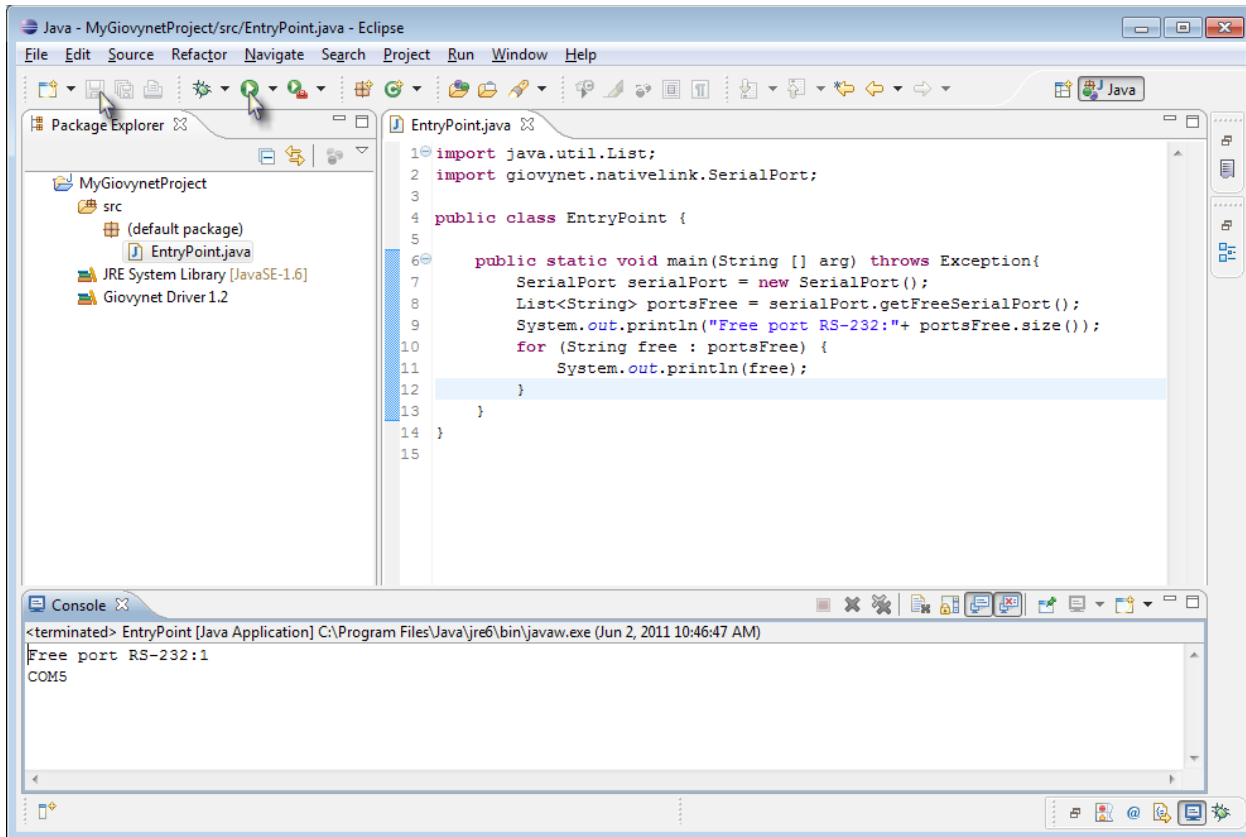 Java - MyGiovynetProject/src/EntryPoint.java - Eclipse
File Edit Source Refactor Navigate Search Project Run Window Help
Java
Package Explorer
MyGiovynetProject
src
(default package)
EntryPoint.java
JRE System Library [JavaSE-1.6]
Giovynet Driver 1.2
EntryPoint.java
1 import java.util.List;
2 import giovynet.nativelink.SerialPort;
3
4 public class EntryPoint {
5
6     public static void main(String [] arg) throws Exception{
7         SerialPort serialPort = new SerialPort();
8         List<String> portsFree = serialPort.getFreeSerialPort();
9         System.out.println("Free port RS-232:"+ portsFree.size());
10         for (String free : portsFree) {
11             System.out.println(free);
12         }
13     }
14 }
15
Console
<terminated> EntryPoint [Java Application] C:\Program Files\Java\jre6\bin\javaw.exe (Jun 2, 2011 10:46:47 AM)
Free port RS-232:1
COM5